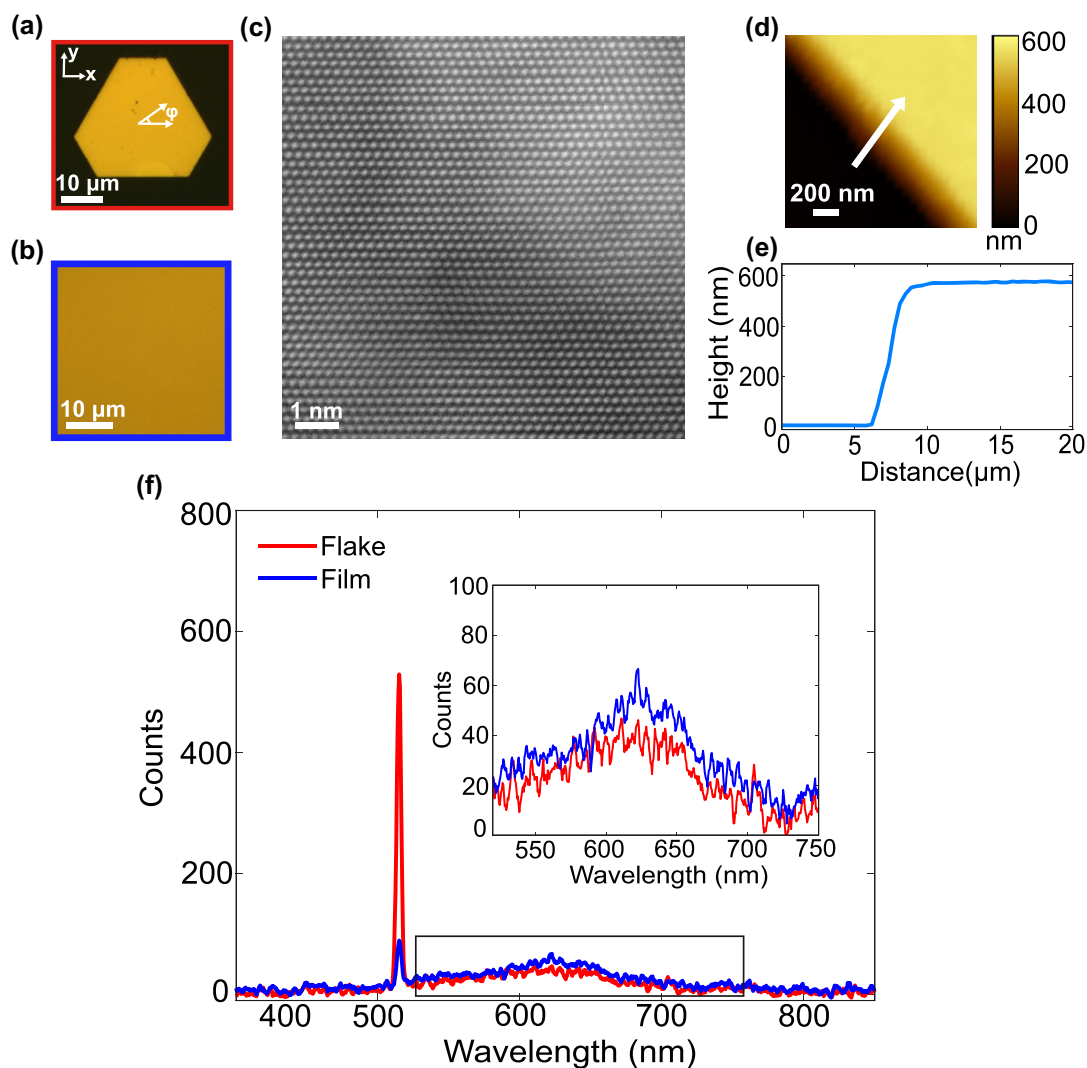 (a)
y
x
φ
10 μm
(b)
10 μm
(c)
1 nm
(d)
200 nm
600
400
200
0
nm
(e)
Height (nm)
600
400
200
0
0 5 10 15 20
Distance(μm)
(f)
Counts
800
600
400
200
0
Flake
Film
Counts
100
80
60
40
20
0
550 600 650 700 750
Wavelength (nm)
400 500 600 700 800
Wavelength (nm)